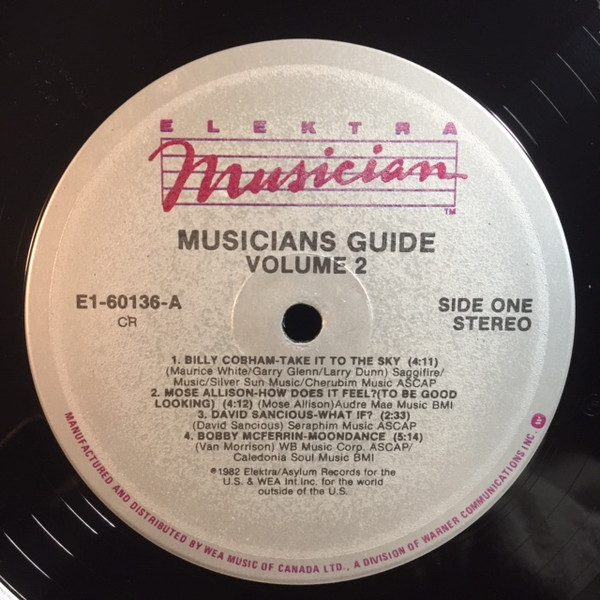 ELEKTRA
Musician
TM
MUSICIANS GUIDE
VOLUME 2
E1-60136-A
CR
SIDE ONE
STEREO
1. BILLY COBHAM-TAKE IT TO THE SKY (4:11)
(Maurice White/Garry Glenn/Larry Dunn) Saggifire/
Music/Silver Sun Music/Cherubim Music ASCAP
2. MOSE ALLISON-HOW DOES IT FEEL?(TO BE GOOD
LOOKING) (4:12) (Mose Allison)Audre Mae Music BMI
3. DAVID SANCIOUS-WHAT IF? (2:33)
(David Sancious) Seraphim Music ASCAP
4. BOBBY MCFERRIN-MOONDANCE (5:14)
(Van Morrison) WB Music Corp. ASCAP/
Caledonia Soul Music BMI
℗1982 Elektra/Asylum Records for the
U.S. & WEA Int.Inc. for the world
outside of the U.S.
MANUFACTURED AND DISTRIBUTED BY WEA MUSIC OF CANADA LTD., A DIVISION OF WARNER COMMUNICATIONS INC.